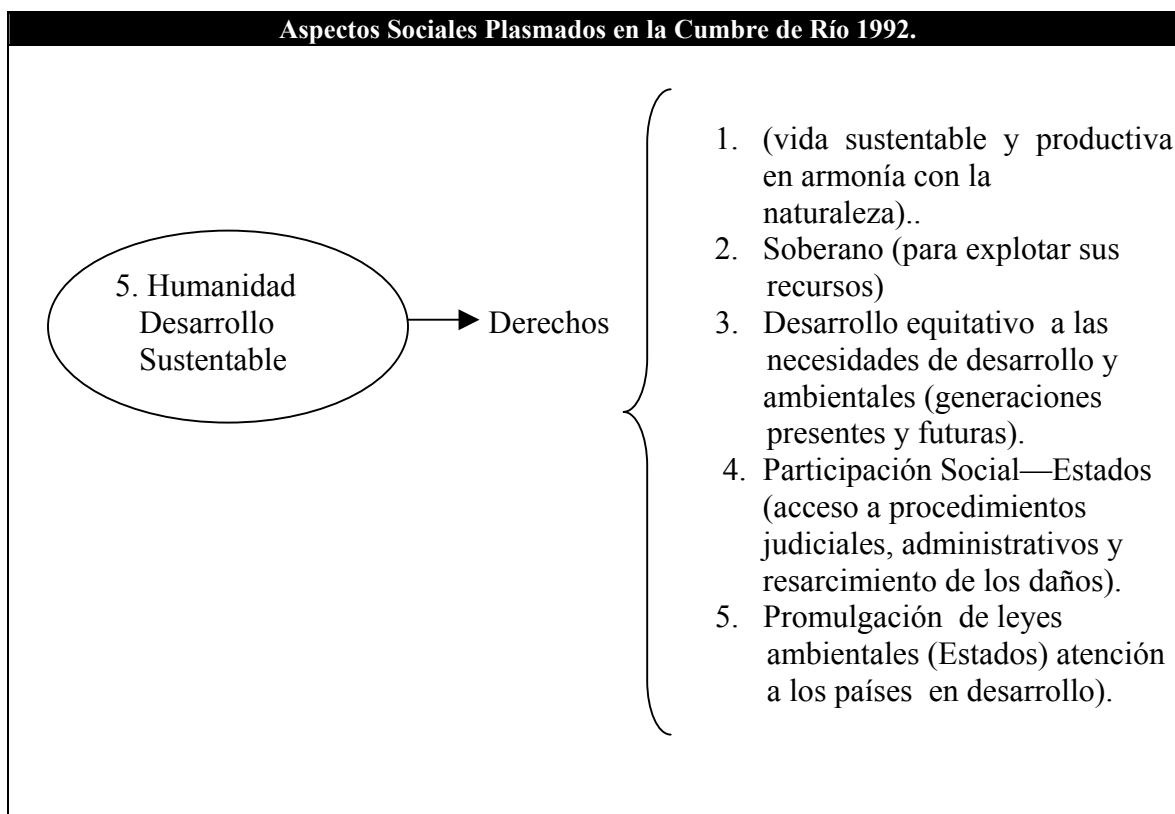 Aspectos Sociales Plasmados en la Cumbre de Río 1992.
5. Humanidad
Desarrollo
Sustentable
Derechos
1. (vida sustentable y productiva
en armonía con la
naturaleza)..
2. Soberano (para explotar sus
recursos)
3. Desarrollo equitativo a las
necesidades de desarrollo y
ambientales (generaciones
presentes y futuras).
4. Participación Social—Estados
(acceso a procedimientos
judiciales, administrativos y
resarcimiento de los daños).
5. Promulgación de leyes
ambientales (Estados) atención
a los países en desarrollo).